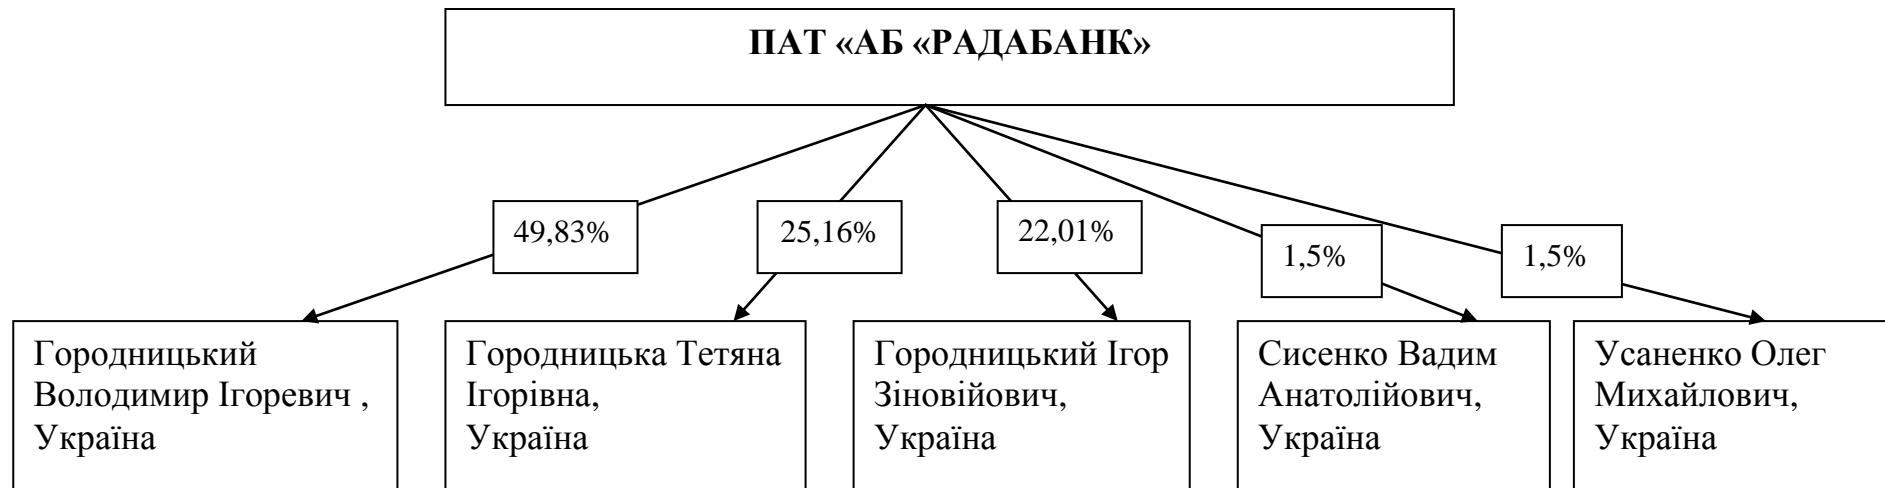 ПАТ «АБ «РАДАБАНК»
49,83%
25,16%
22,01%
1,5%
1,5%
Городницький
Володимир Ігоревич ,
Україна
Городницька Тетяна
Ігорівна,
Україна
Городницький Ігор
Зіновійович,
Україна
Сисенко Вадим
Анатолійович,
Україна
Усаненко Олег
Михайлович,
Україна